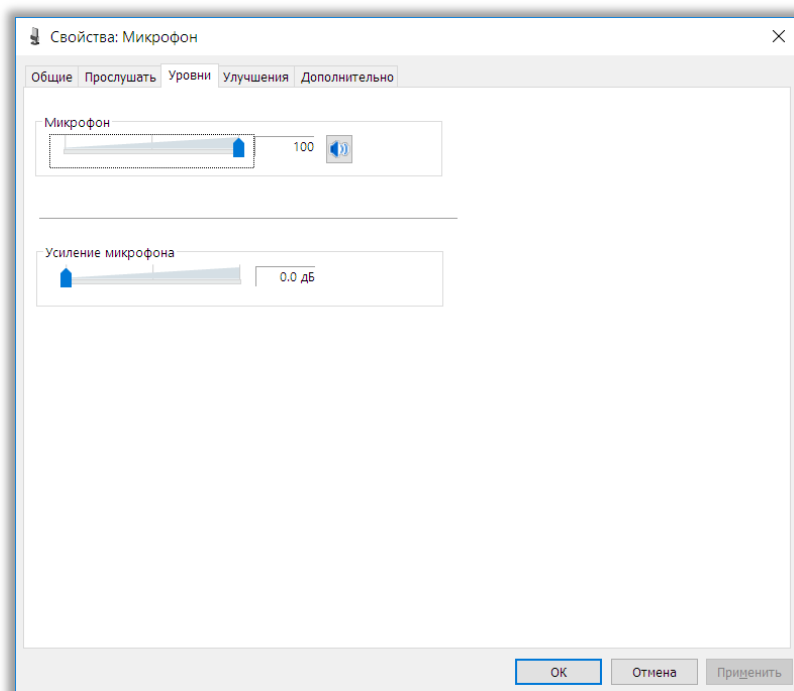 Свойства: Микрофон
Общие Прослушать Уровни Улучшения Дополнительно
Микрофон
100
Усиление микрофона
0.0 дБ
ОК Отмена Применить